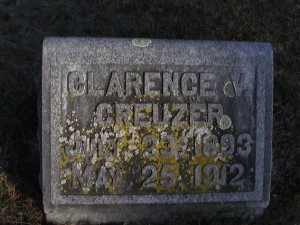 CLARENCE V.
CREUZER
JULY 23, 1893
MAY 25, 1912